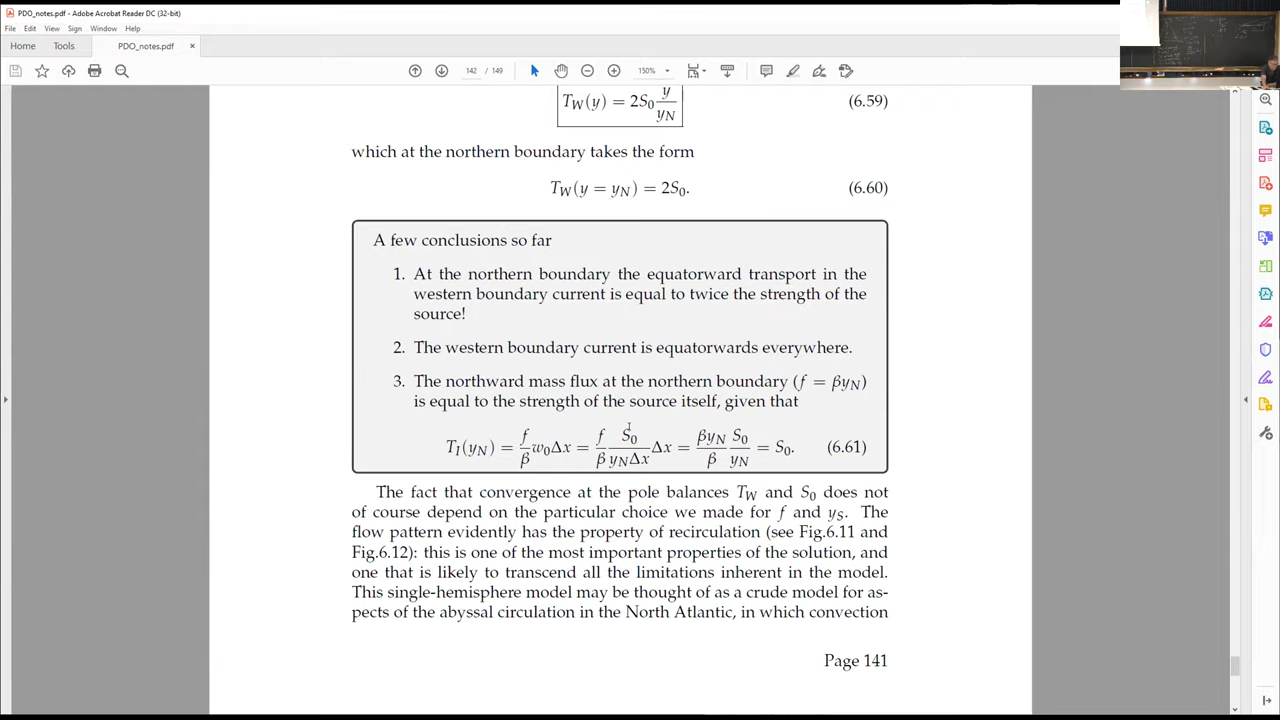 PDO_notes.pdf - Adobe Acrobat Reader DC (32-bit)
File Edit View Sign Window Help
Home Tools PDO_notes.pdf ×
142 / 149 150%
T_W(y) = 2S_0 y/y_N (6.59)
which at the northern boundary takes the form
T_W(y = y_N) = 2S_0. (6.60)
A few conclusions so far
1. At the northern boundary the equatorward transport in the
western boundary current is equal to twice the strength of the
source!
2. The western boundary current is equatorwards everywhere.
3. The northward mass flux at the northern boundary (f = βy_N)
is equal to the strength of the source itself, given that
T_I(y_N) = f/β w_0Δx = f/β S_0/y_NΔx Δx = βy_N/β S_0/y_N = S_0. (6.61)
The fact that convergence at the pole balances T_W and S_0 does not
of course depend on the particular choice we made for f and y_S. The
flow pattern evidently has the property of recirculation (see Fig.6.11 and
Fig.6.12): this is one of the most important properties of the solution, and
one that is likely to transcend all the limitations inherent in the model.
This single-hemisphere model may be thought of as a crude model for as-
pects of the abyssal circulation in the North Atlantic, in which convection
Page 141